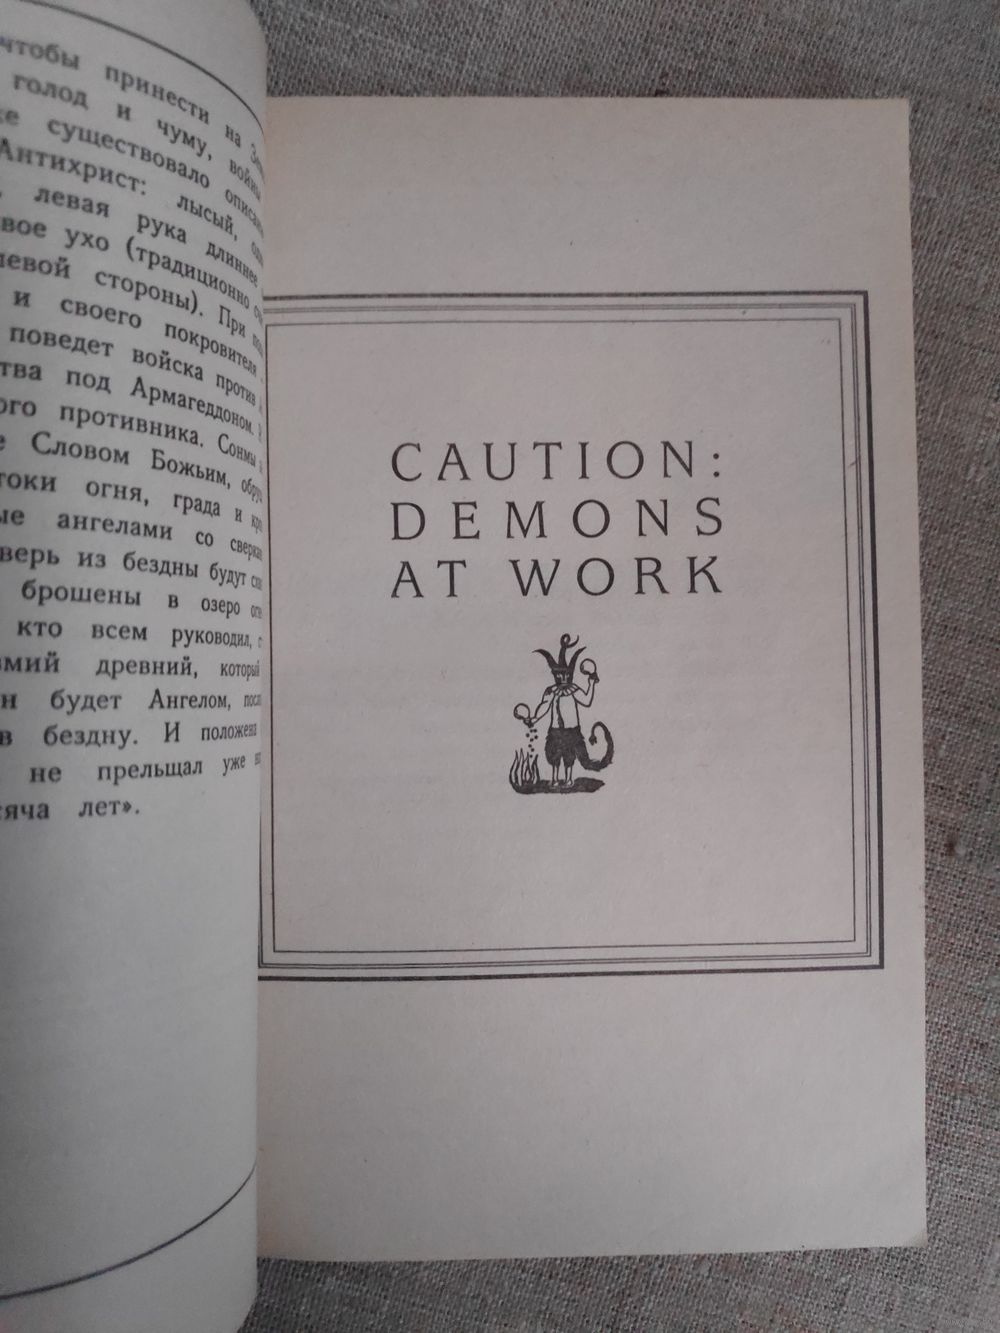 чтобы принести на
голод и чуму, войны
существовало
Антихрист: лысый,
левая рука длиннее
ухо (традиционно
стороны). При
и своего покровителя
поведет войска против
под Армагеддоном.
противника. Сонмы
Словом Божьим,
огня, града и
ангелами со
из бездны будут
брошены в озеро
кто всем руководил,
древний, который
будет Ангелом,
в бездну. И
не прельщал уже
лет».
CAUTION:
DEMONS
AT WORK